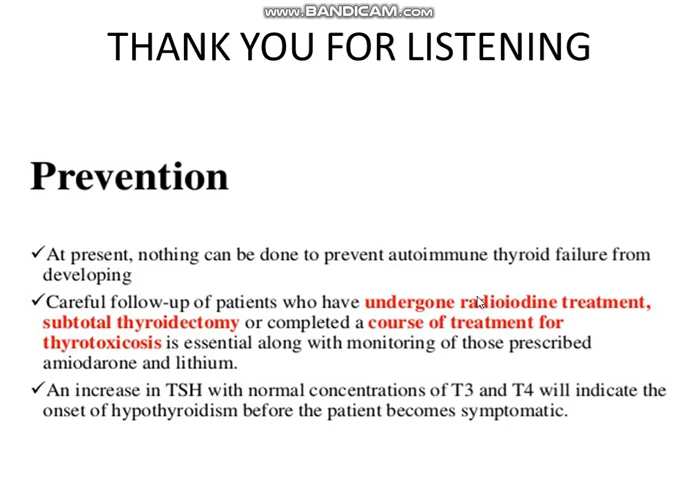 www.BANDICAM.com
THANK YOU FOR LISTENING
Prevention
✓At present, nothing can be done to prevent autoimmune thyroid failure from
developing
✓Careful follow-up of patients who have undergone radioiodine treatment,
subtotal thyroidectomy or completed a course of treatment for
thyrotoxicosis is essential along with monitoring of those prescribed
amiodarone and lithium.
✓An increase in TSH with normal concentrations of T3 and T4 will indicate the
onset of hypothyroidism before the patient becomes symptomatic.